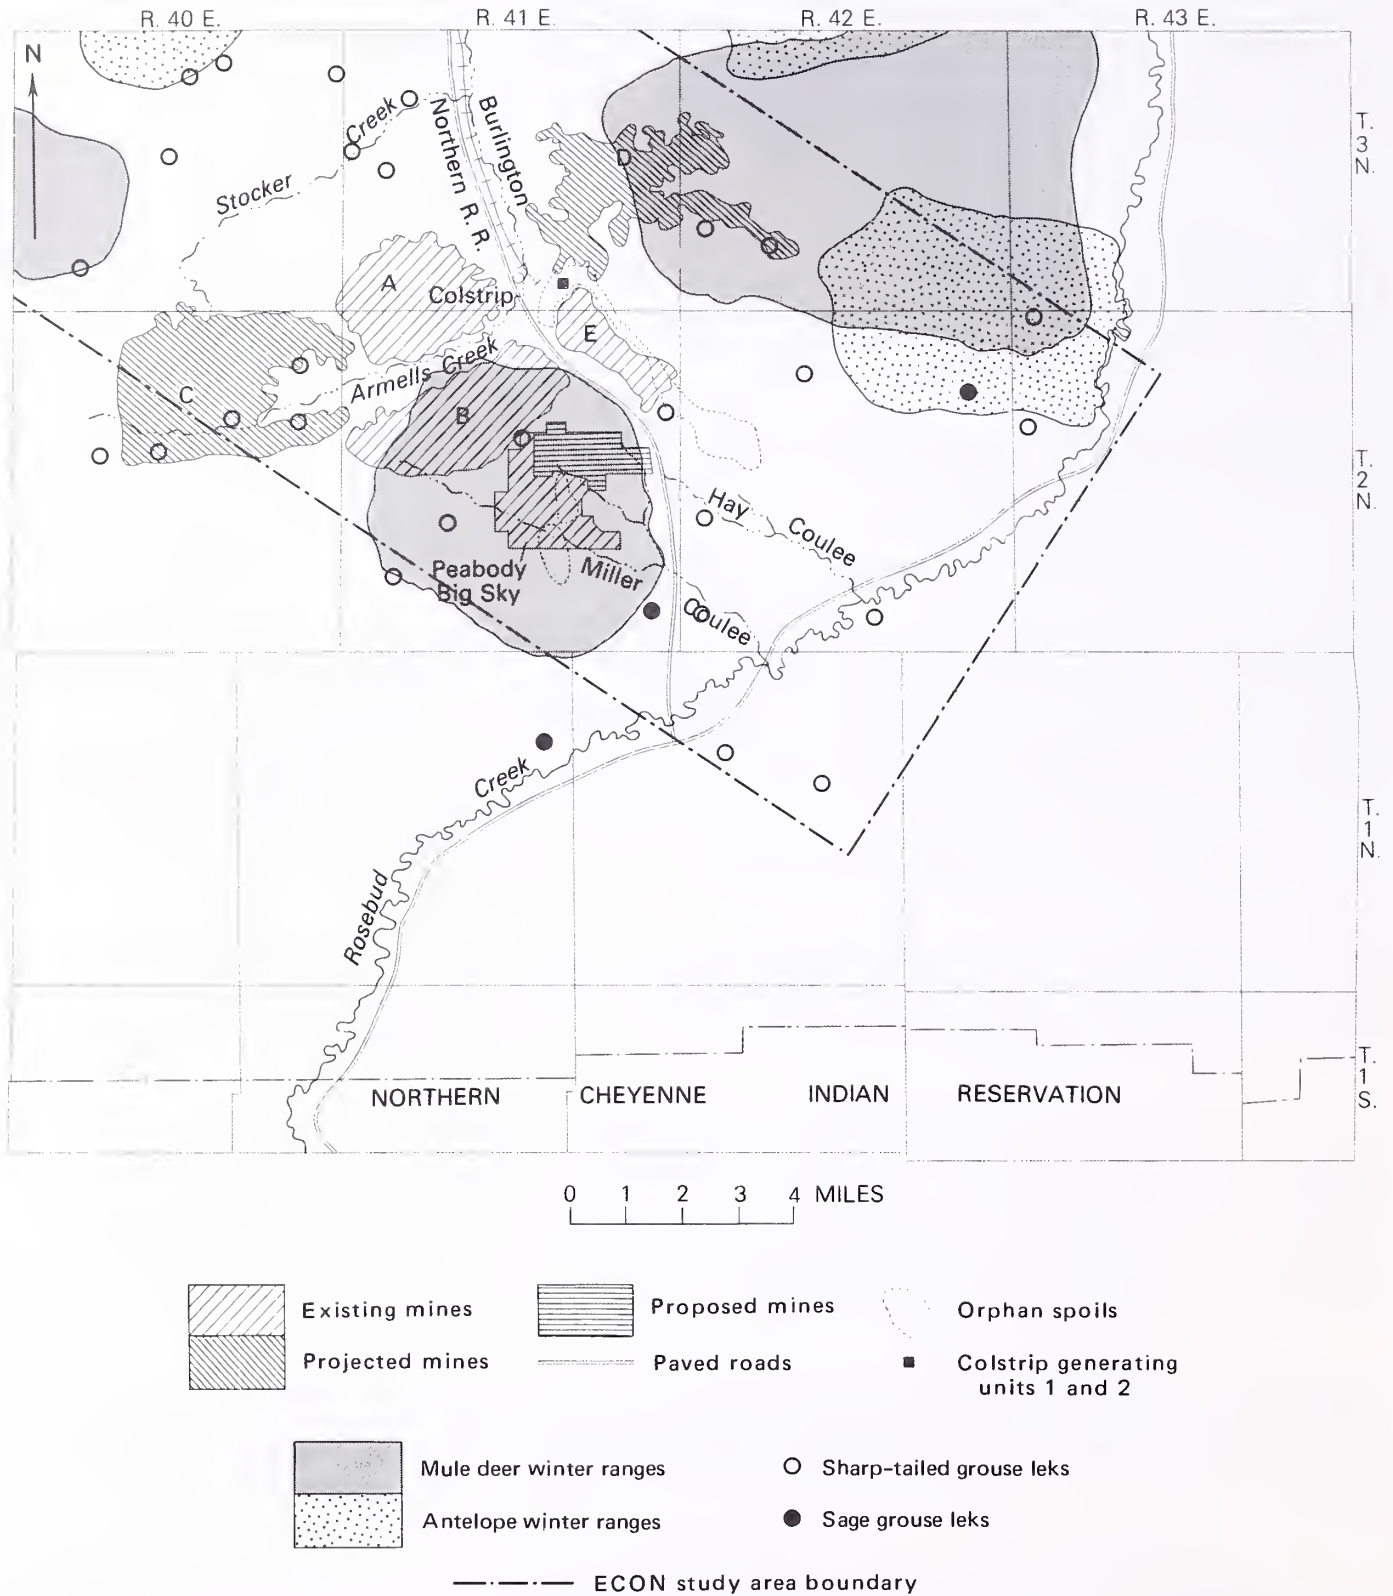 R. 40 E.
R. 41 E.
R. 42 E.
R. 43 E.
N
T.
3
N.
Creek
Stocker
Burlington
Northern R. R.
D
A
Colstrip
E
Armells Creek
C
B
T.
2
N.
Hay
Coulee
Peabody
Big Sky
Miller
Coulee
Creek
Rosebud
T.
1
N.
T.
1
S.
NORTHERN CHEYENNE INDIAN RESERVATION
0 1 2 3 4 MILES
Existing mines
Projected mines
Proposed mines
Paved roads
Orphan spoils
Colstrip generating
units 1 and 2
Mule deer winter ranges
Antelope winter ranges
Sharp-tailed grouse leks
Sage grouse leks
ECON study area boundary